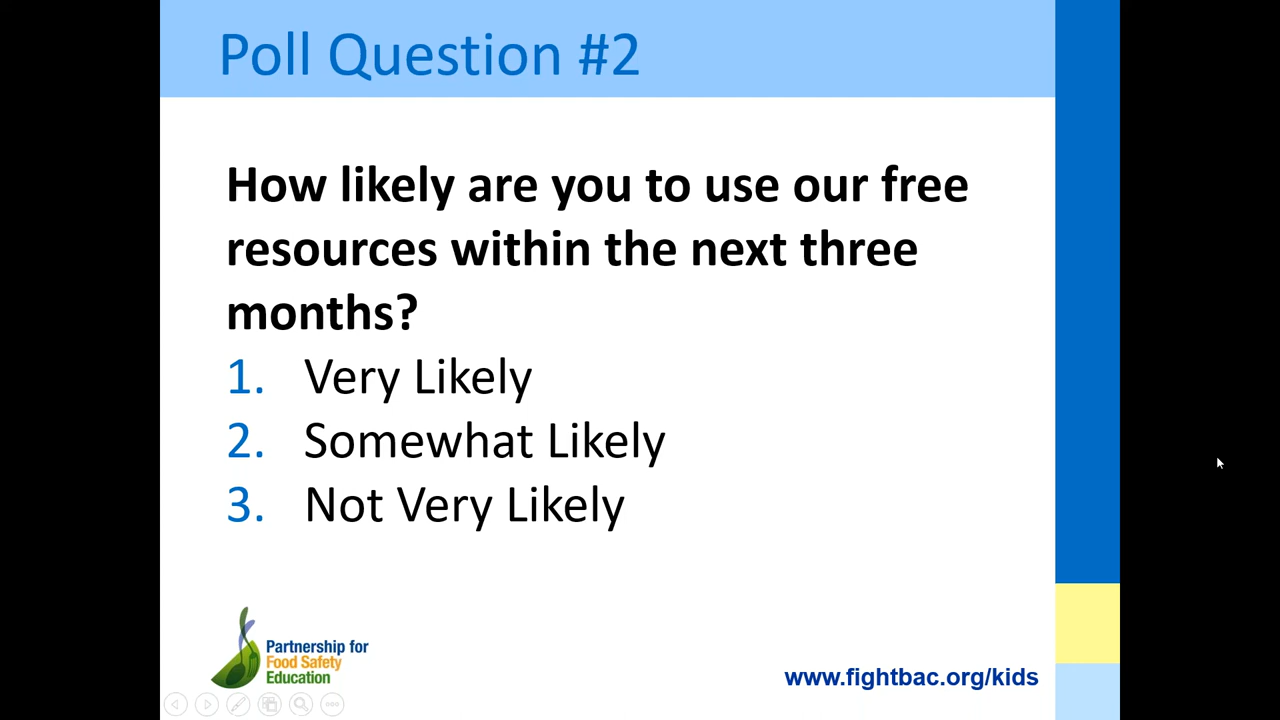 Poll Question #2
How likely are you to use our free
resources within the next three
months?
1. Very Likely
2. Somewhat Likely
3. Not Very Likely
Partnership for
Food Safety
Education
www.fightbac.org/kids